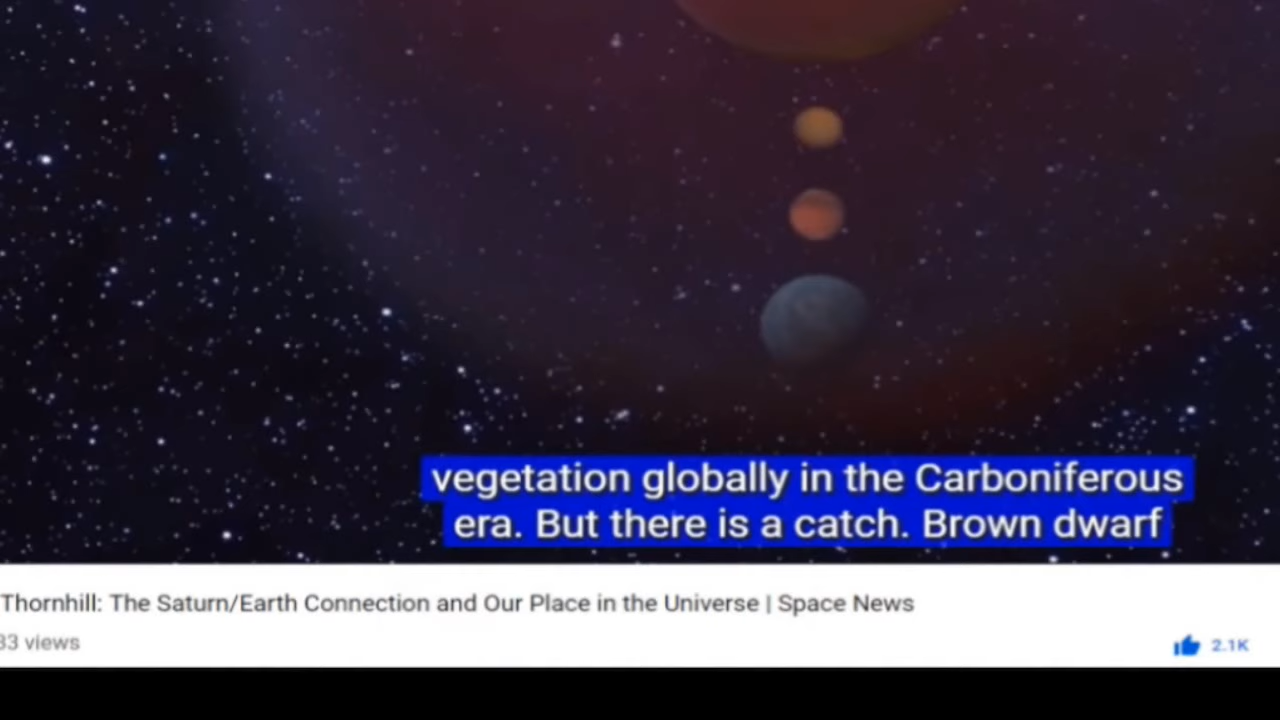 vegetation globally in the Carboniferous
era. But there is a catch. Brown dwarf
Thornhill: The Saturn/Earth Connection and Our Place in the Universe | Space News
33 views
2.1K